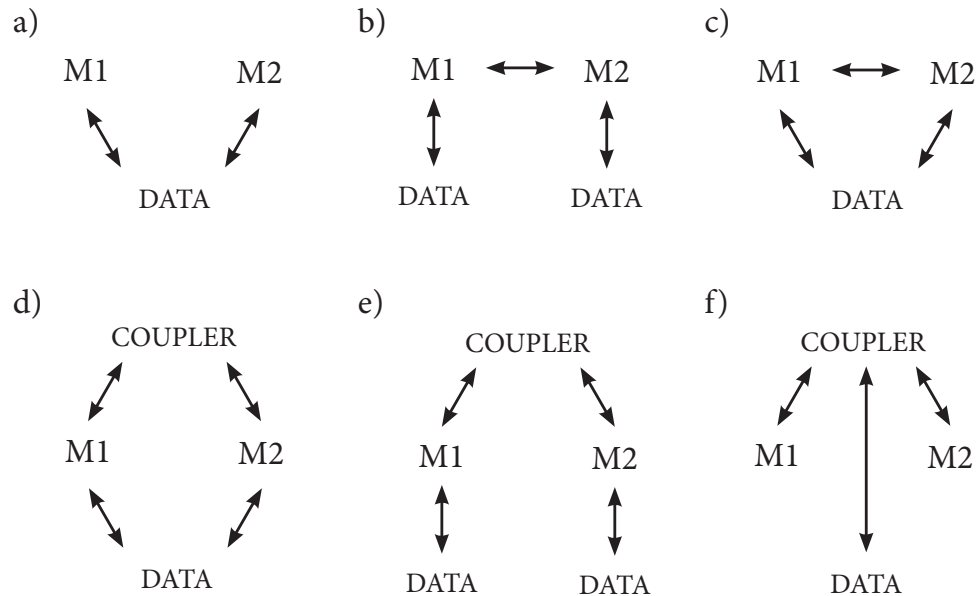 a)
M1 M2
DATA
b)
M1 M2
DATA DATA
c)
M1 M2
DATA
d)
COUPLER
M1 M2
DATA
e)
COUPLER
M1 M2
DATA DATA
f)
COUPLER
M1 M2
DATA